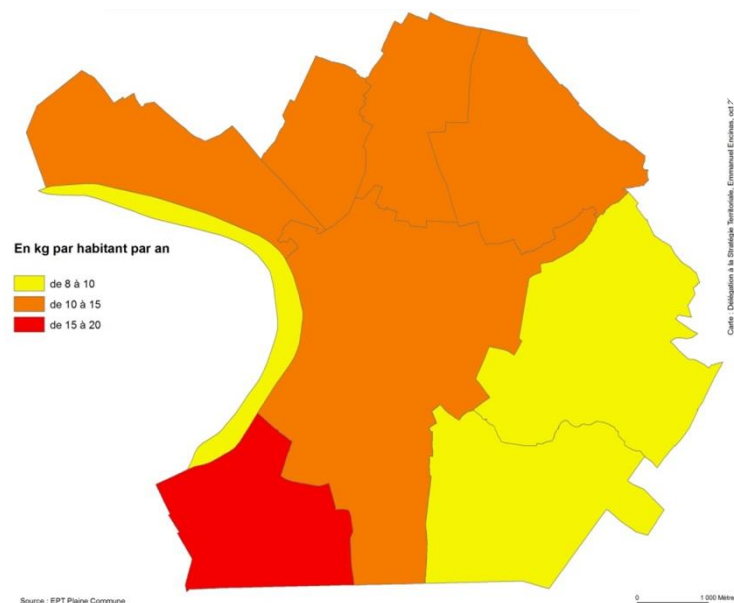 En kg par habitant par an
de 8 à 10
de 10 à 15
de 15 à 20
Carte : Délégation à la Stratégie Territoriale, Emmanuel Encinas, oct
Source : EPT Plaine Commune
0 1 000 Mètre